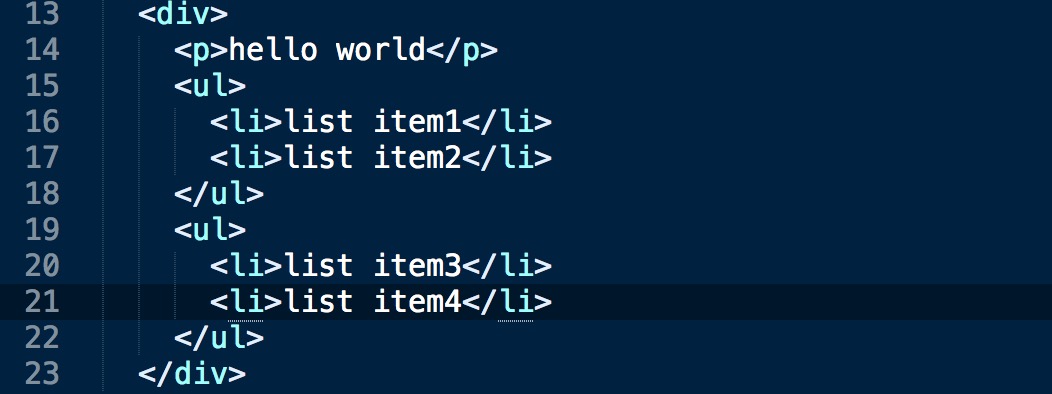 13 <div>
14 <p>hello world</p>
15 <ul>
16 <li>list item1</li>
17 <li>list item2</li>
18 </ul>
19 <ul>
20 <li>list item3</li>
21 <li>list item4</li>
22 </ul>
23 </div>